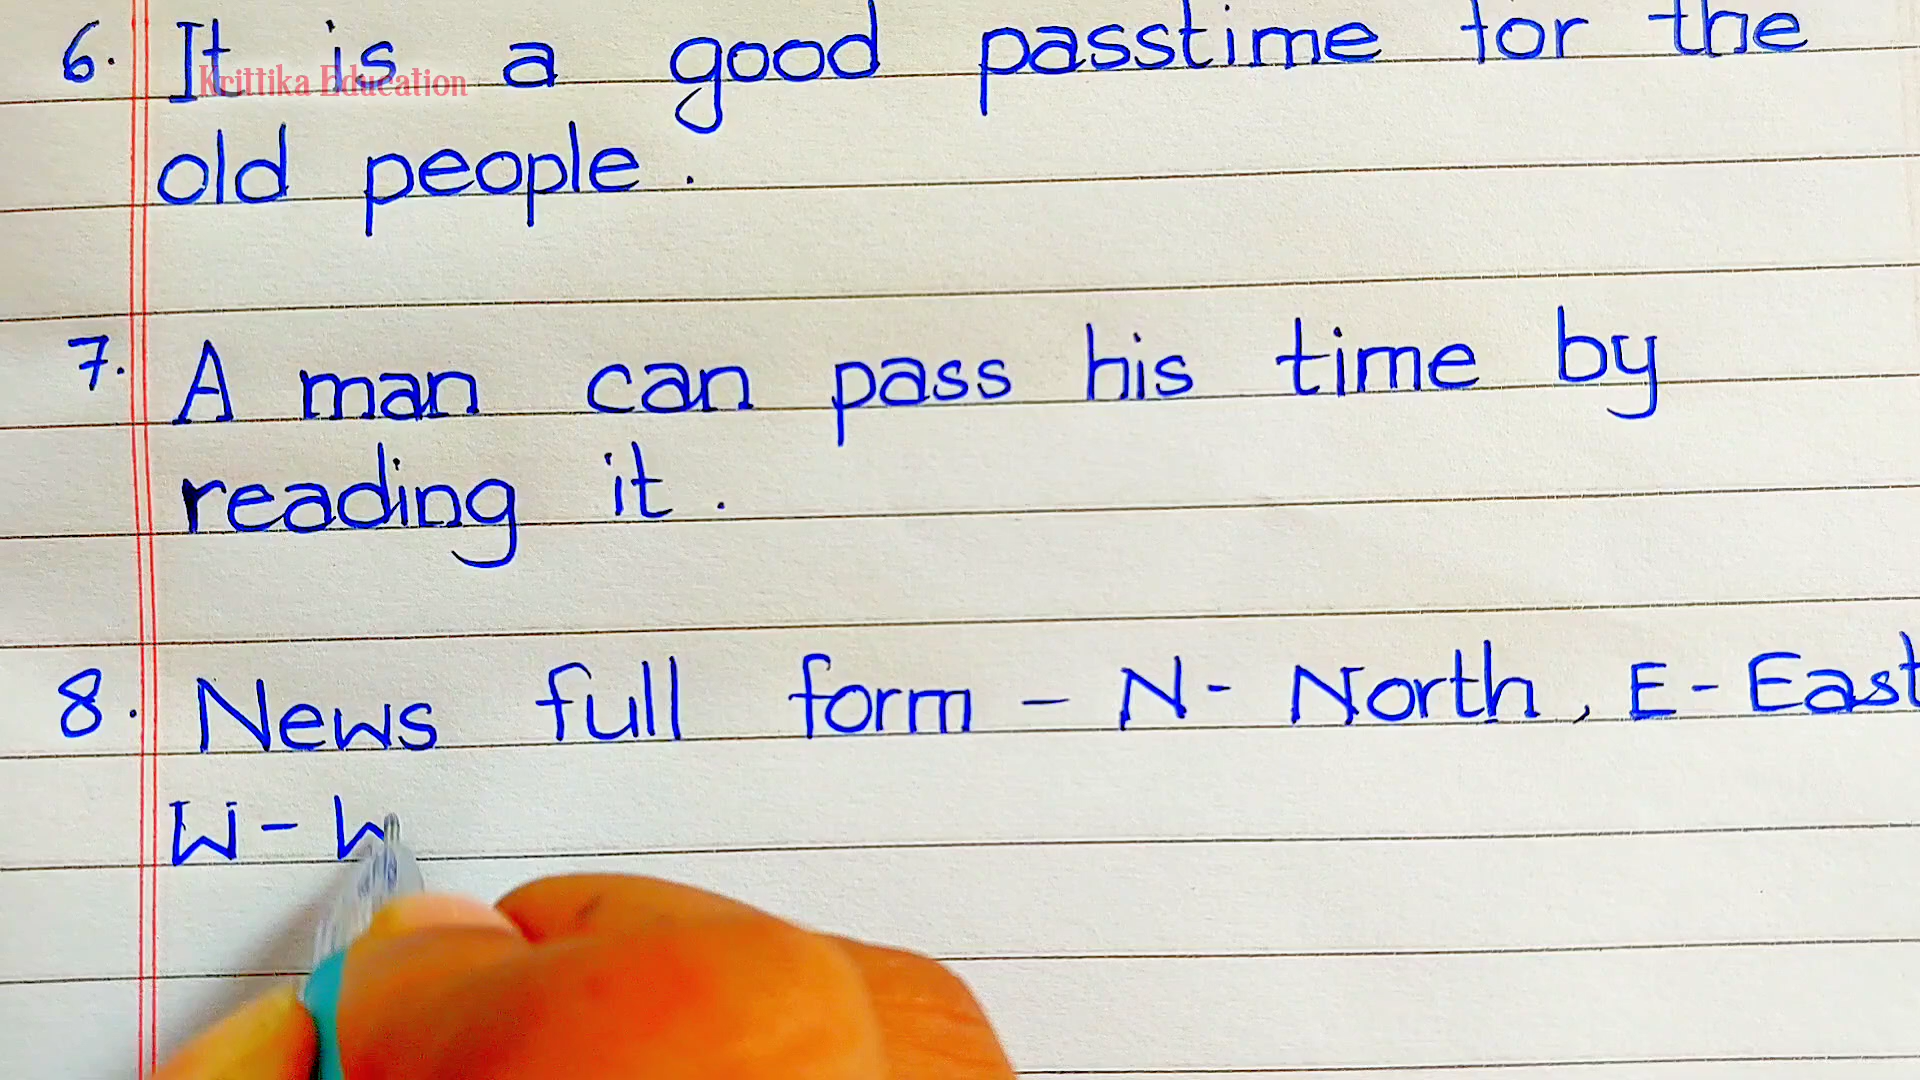 6. It is a good passtime for the
Krittika Education
old people.
7. A man can pass his time by
reading it.
8. News full form - N- North, E- East
W- W